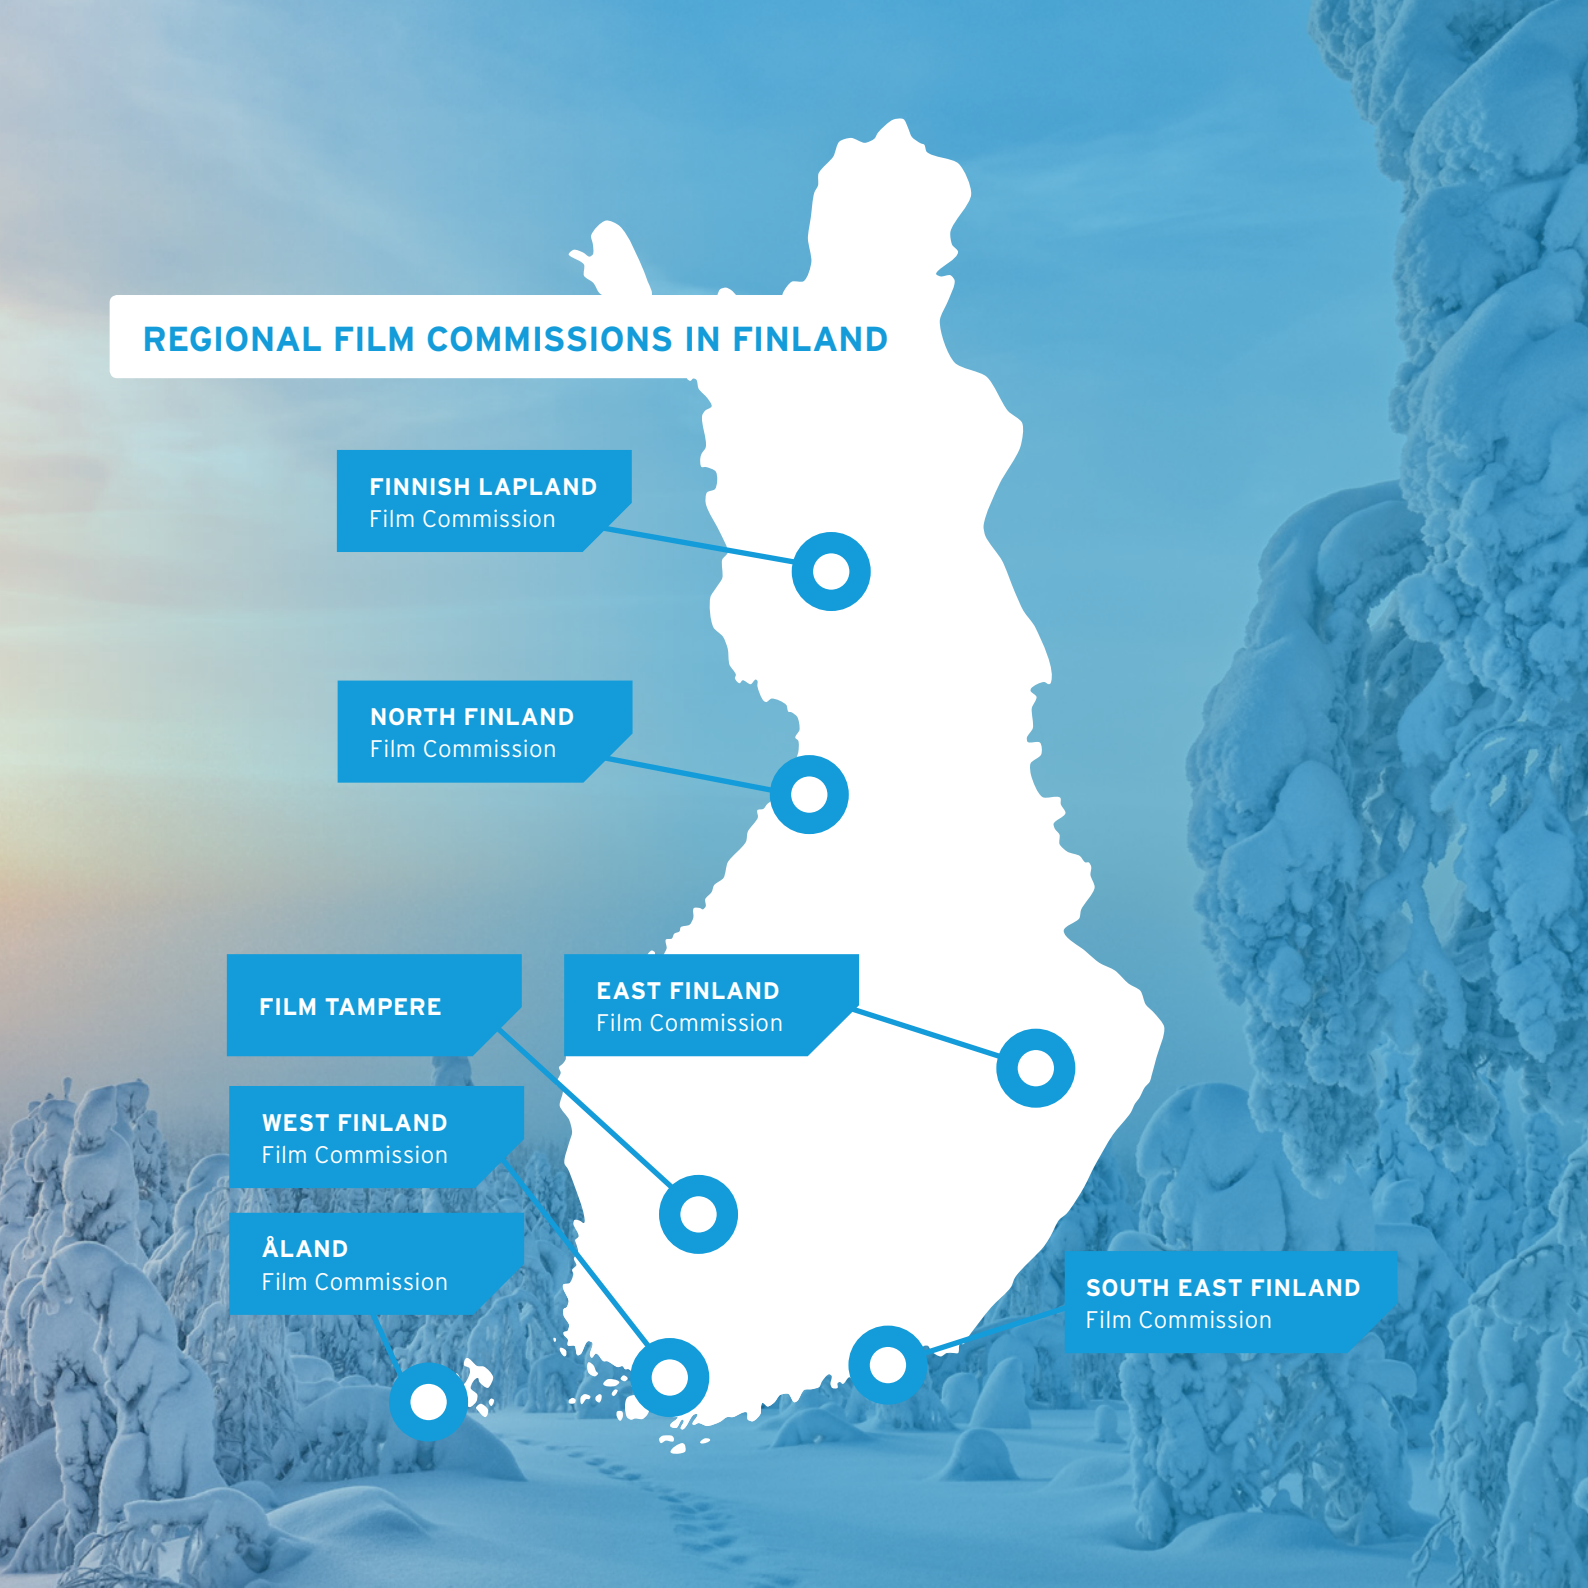 REGIONAL FILM COMMISSIONS IN FINLAND
FINNISH LAPLAND
Film Commission
NORTH FINLAND
Film Commission
FILM TAMPERE
EAST FINLAND
Film Commission
WEST FINLAND
Film Commission
ÅLAND
Film Commission
SOUTH EAST FINLAND
Film Commission